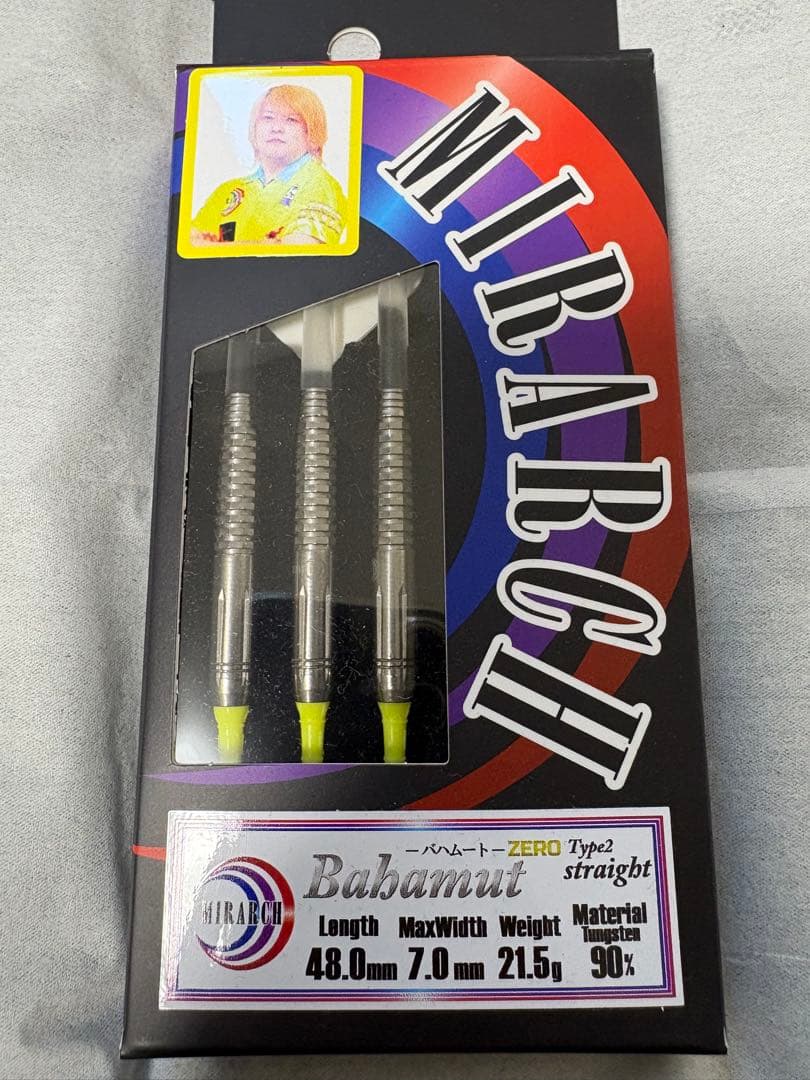 MIRARCH
ーバハムートー ZERO Type2
Bahamut straight
MIRARCH
Length MaxWidth Weight Material Tungsten
48.0mm 7.0mm 21.5g 90%